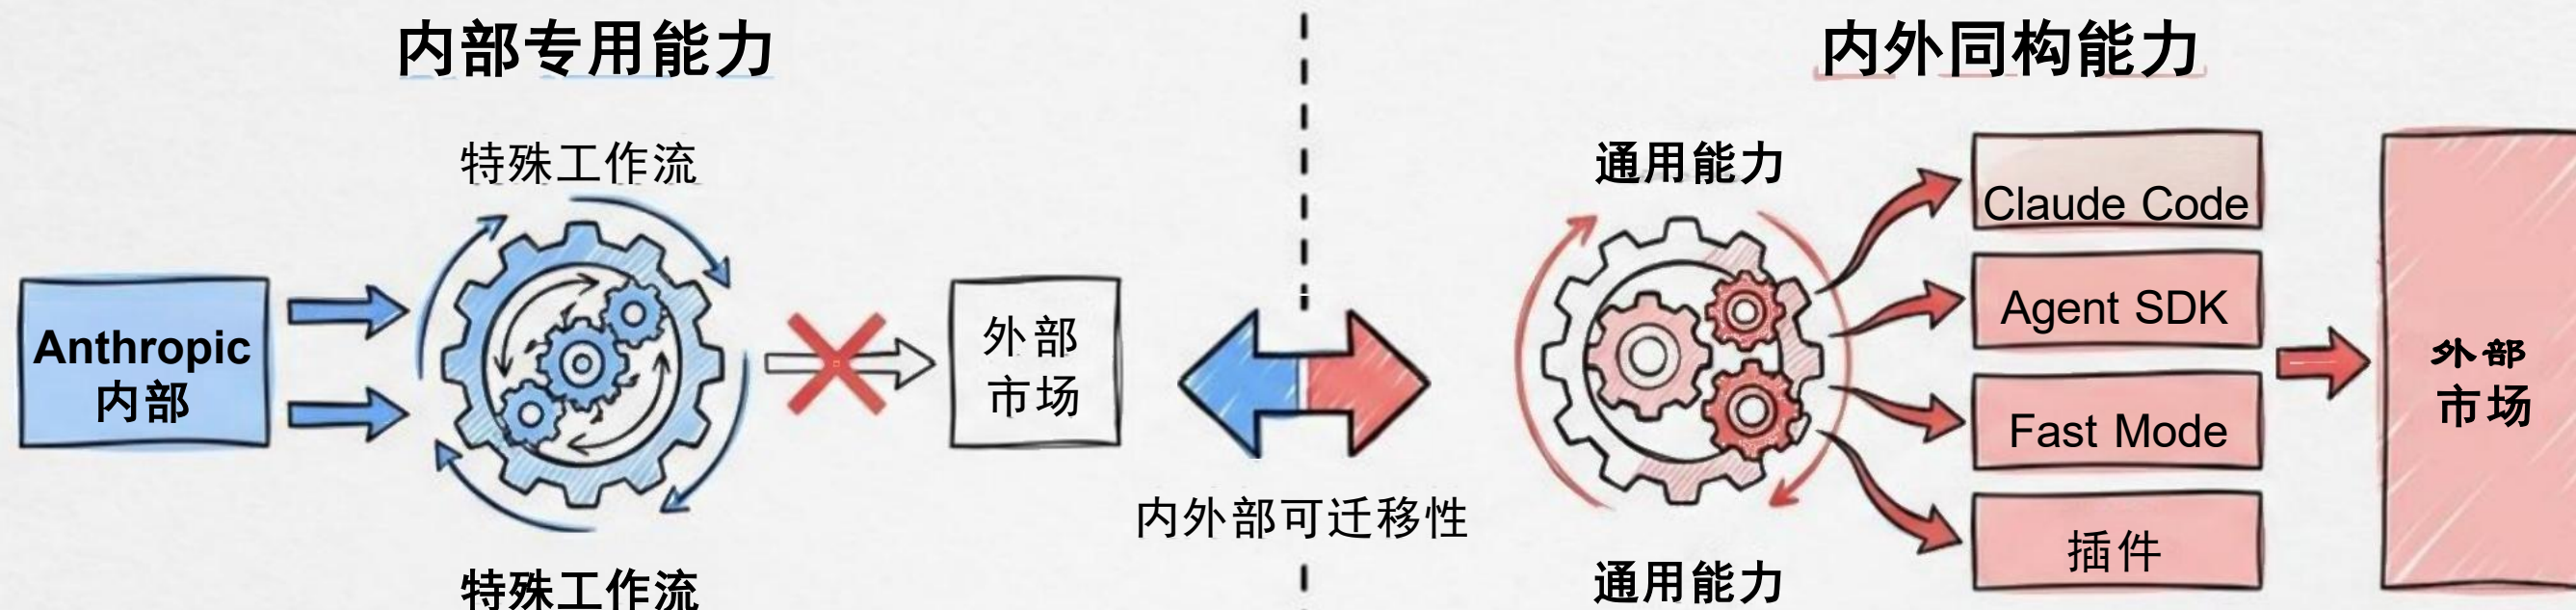 内部专用能力
特殊工作流
Anthropic
内部
外部
市场
特殊工作流
内外部可迁移性
内外同构能力
通用能力
Claude Code
Agent SDK
Fast Mode
插件
外部
市场
通用能力